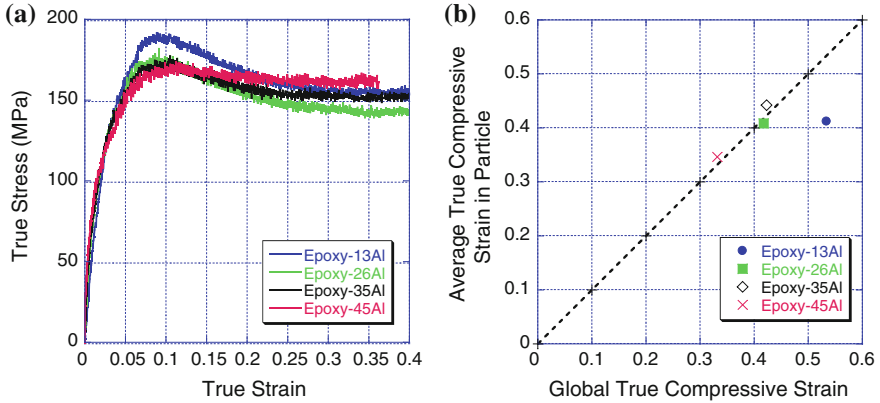 (a)
200
150
100
50
0
True Stress (MPa)
0
0.05
0.1
0.15
0.2
0.25
0.3
0.35
0.4
True Strain
Epoxy-13Al
Epoxy-26Al
Epoxy-35Al
Epoxy-45Al
(b)
0.6
0.5
0.4
0.3
0.2
0.1
0
Average True Compressive
Strain in Particle
0
0.1
0.2
0.3
0.4
0.5
0.6
Global True Compressive Strain
Epoxy-13Al
Epoxy-26Al
Epoxy-35Al
Epoxy-45Al